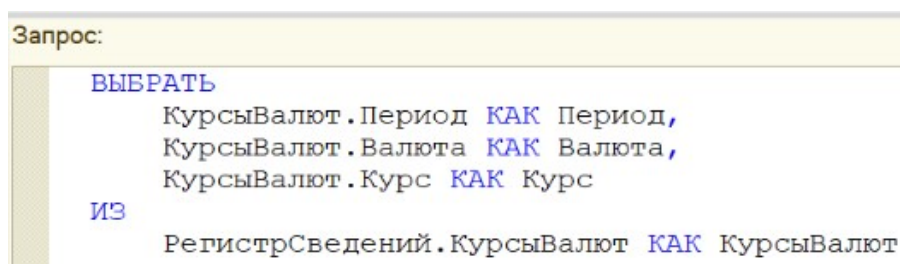 Запрос:
ВЫБРАТЬ
КурсыВалют.Период КАК Период,
КурсыВалют.Валюта КАК Валюта,
КурсыВалют.Курс КАК Курс
ИЗ
РегистрСведений.КурсыВалют КАК КурсыВалют